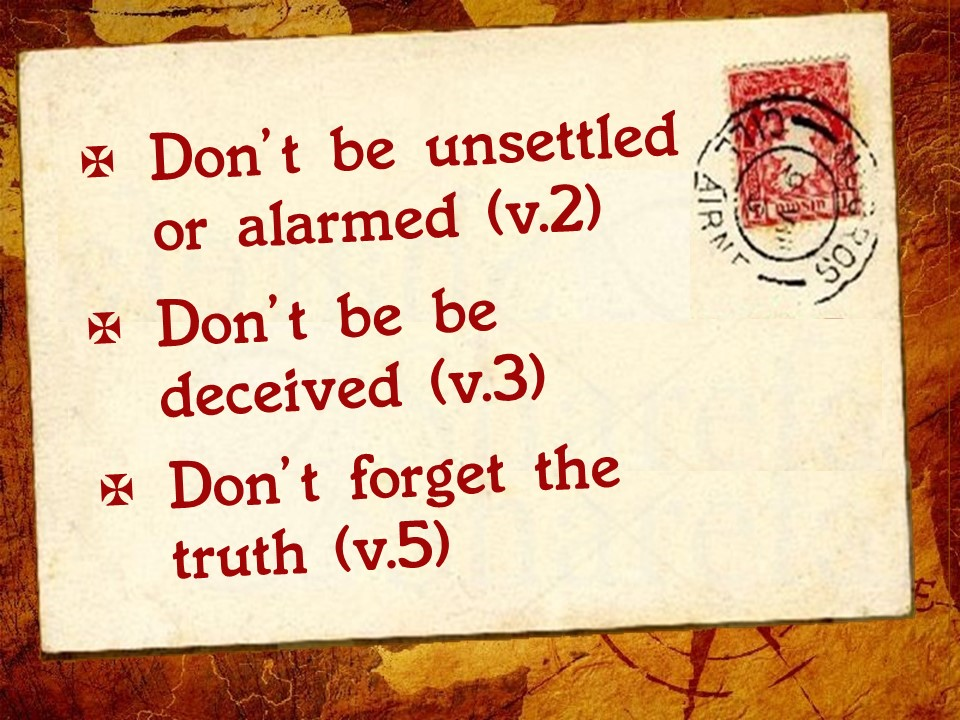 ✠ Don't be unsettled
or alarmed (v.2)
✠ Don't be be
deceived (v.3)
✠ Don't forget the
truth (v.5)